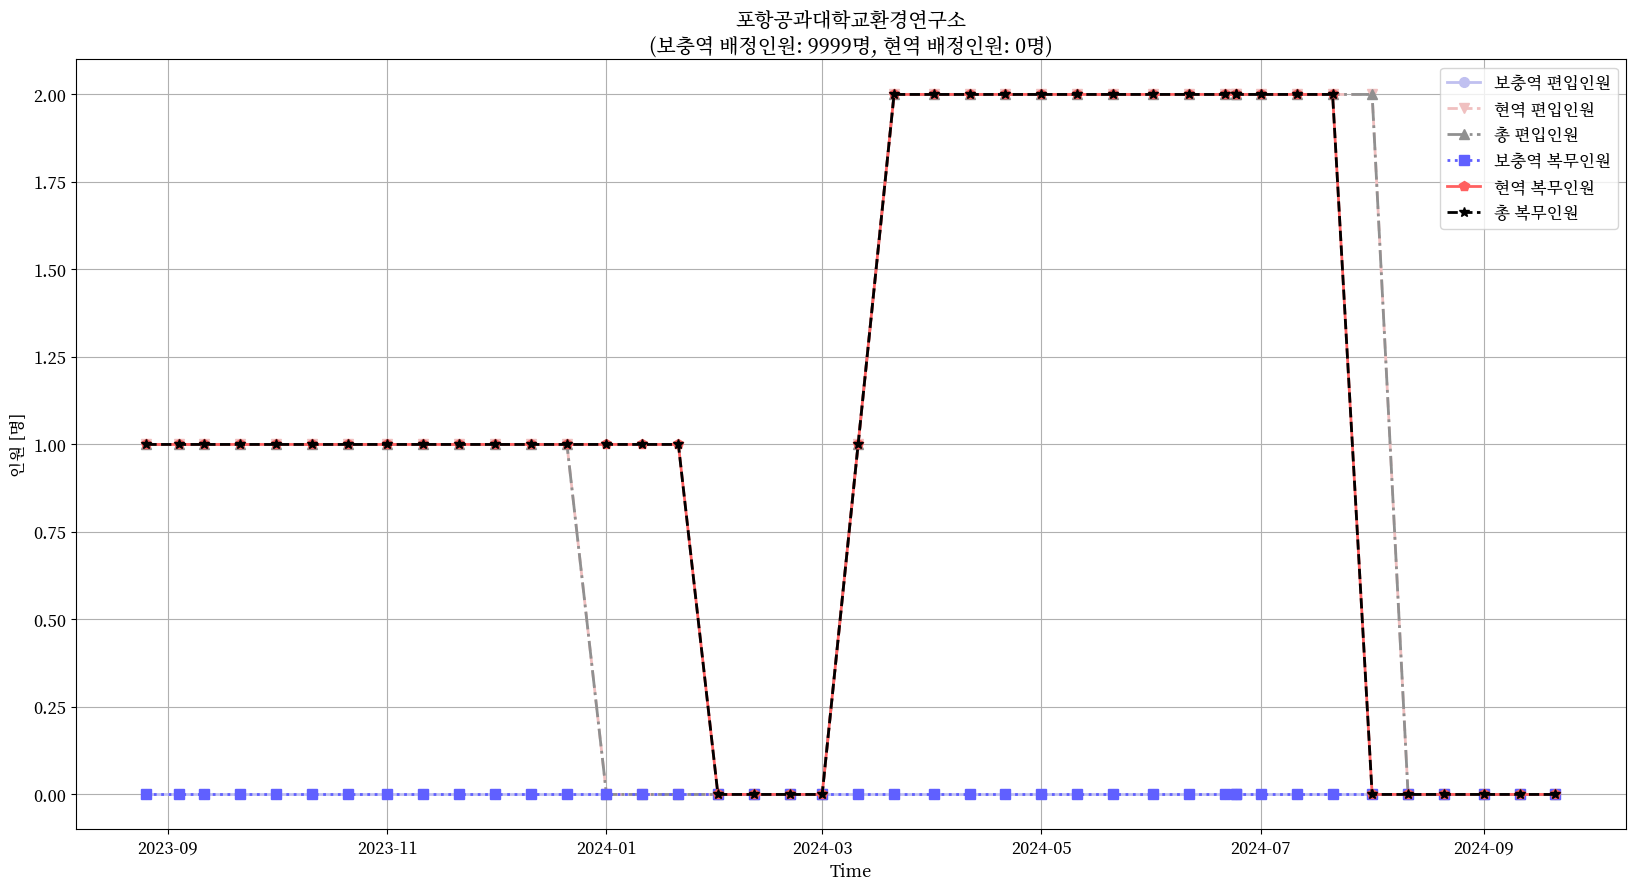 포항공과대학교환경연구소
(보충역 배정인원: 9999명, 현역 배정인원: 0명)
보충역 편입인원
현역 편입인원
총 편입인원
보충역 복무인원
현역 복무인원
총 복무인원
인원 [명]
2.00
1.75
1.50
1.25
1.00
0.75
0.50
0.25
0.00
2023-09 2023-11 2024-01 2024-03 2024-05 2024-07 2024-09
Time